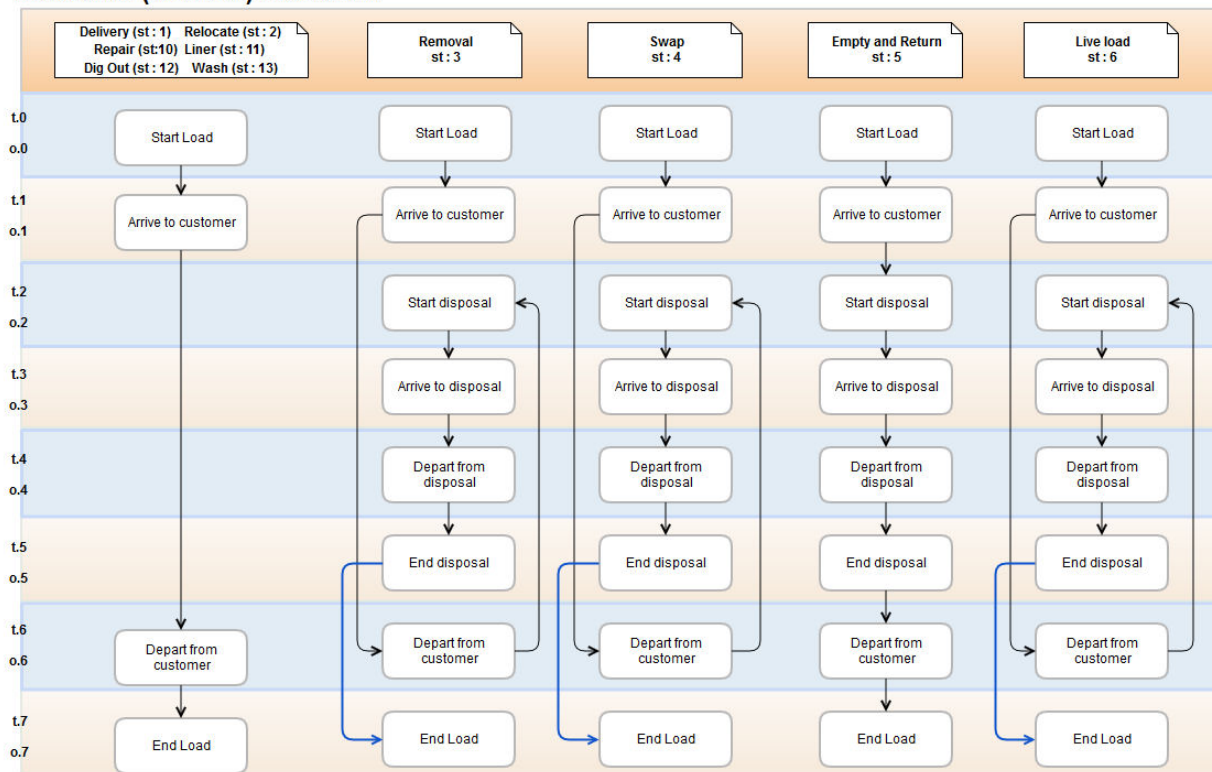 Delivery (st : 1) Relocate (st : 2)
Repair (st:10) Liner (st : 11)
Dig Out (st : 12) Wash (st : 13)
Removal
st : 3
Swap
st : 4
Empty and Return
st : 5
Live load
st : 6
t.0
o.0
Start Load
Start Load
Start Load
Start Load
Start Load
t.1
o.1
Arrive to customer
Arrive to customer
Arrive to customer
Arrive to customer
Arrive to customer
t.2
o.2
Start disposal
Start disposal
Start disposal
Start disposal
t.3
o.3
Arrive to disposal
Arrive to disposal
Arrive to disposal
Arrive to disposal
t.4
o.4
Depart from
disposal
Depart from
disposal
Depart from
disposal
Depart from
disposal
t.5
o.5
End disposal
End disposal
End disposal
End disposal
t.6
o.6
Depart from
customer
Depart from
customer
Depart from
customer
Depart from
customer
Depart from
customer
t.7
o.7
End Load
End Load
End Load
End Load
End Load